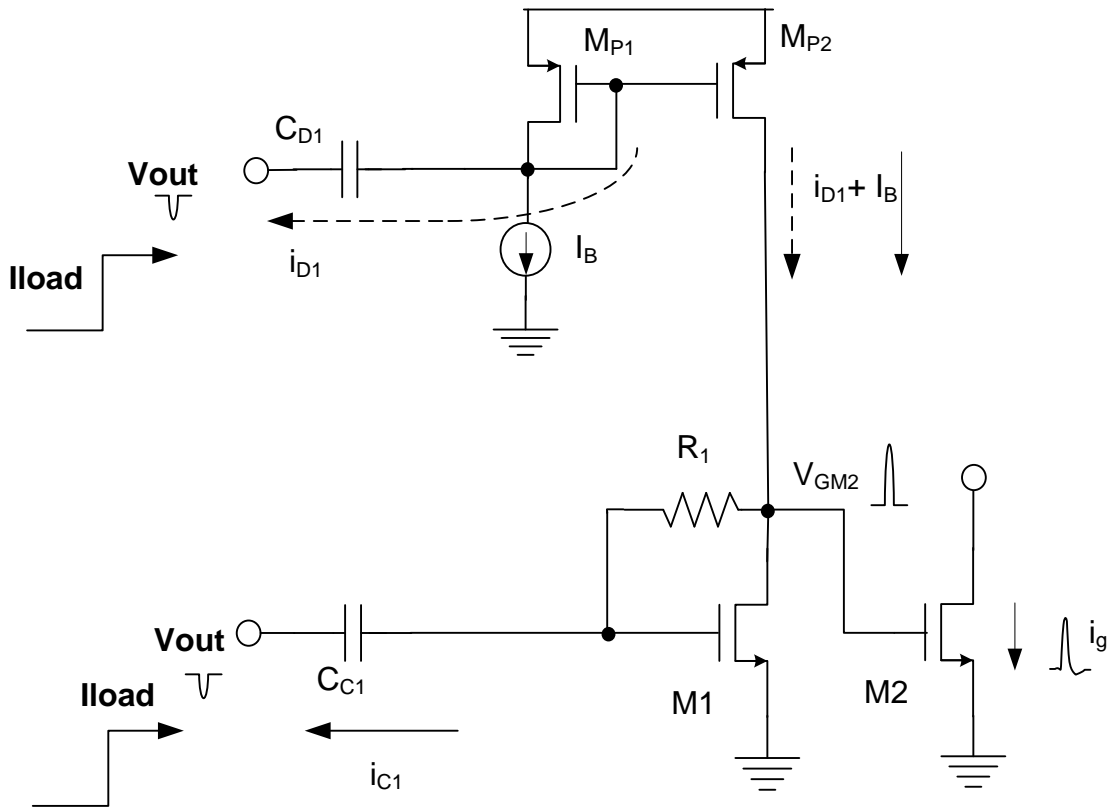 M_P1
M_P2
C_D1
Vout
i_D1+ I_B
i_D1
I_B
Iload
R_1
V_GM2
Vout
C_C1
M1
M2
i_g
Iload
i_C1